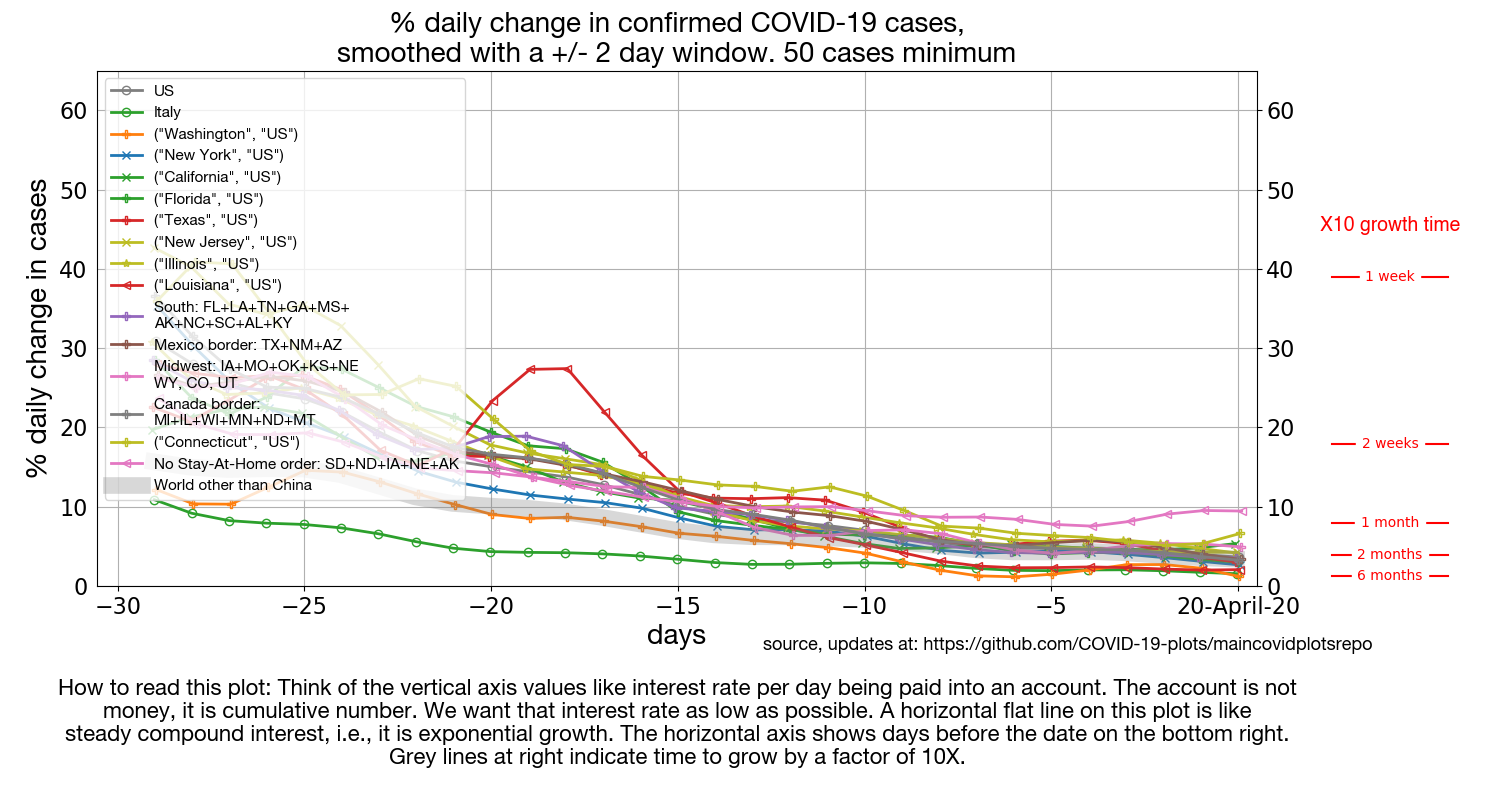 % daily change in confirmed COVID-19 cases,
smoothed with a +/- 2 day window. 50 cases minimum
US
Italy
("Washington", "US")
("New York", "US")
("California", "US")
("Florida", "US")
("Texas", "US")
("New Jersey", "US")
("Illinois", "US")
("Louisiana", "US")
South: FL+LA+TN+GA+MS+
AK+NC+SC+AL+KY
Mexico border: TX+NM+AZ
Midwest: IA+MO+OK+KS+NE
WY, CO, UT
Canada border:
MI+IL+WI+MN+ND+MT
("Connecticut", "US")
No Stay-At-Home order: SD+ND+IA+NE+AK
World other than China
% daily change in cases
60
50
40
30
20
10
0
60
50
40
30
20
10
0
X10 growth time
1 week
2 weeks
1 month
2 months
6 months
−30
−25
−20
−15
−10
−5
20-April-20
days
source, updates at: https://github.com/COVID-19-plots/maincovidplotsrepo
How to read this plot: Think of the vertical axis values like interest rate per day being paid into an account. The account is not
money, it is cumulative number. We want that interest rate as low as possible. A horizontal flat line on this plot is like
steady compound interest, i.e., it is exponential growth. The horizontal axis shows days before the date on the bottom right.
Grey lines at right indicate time to grow by a factor of 10X.